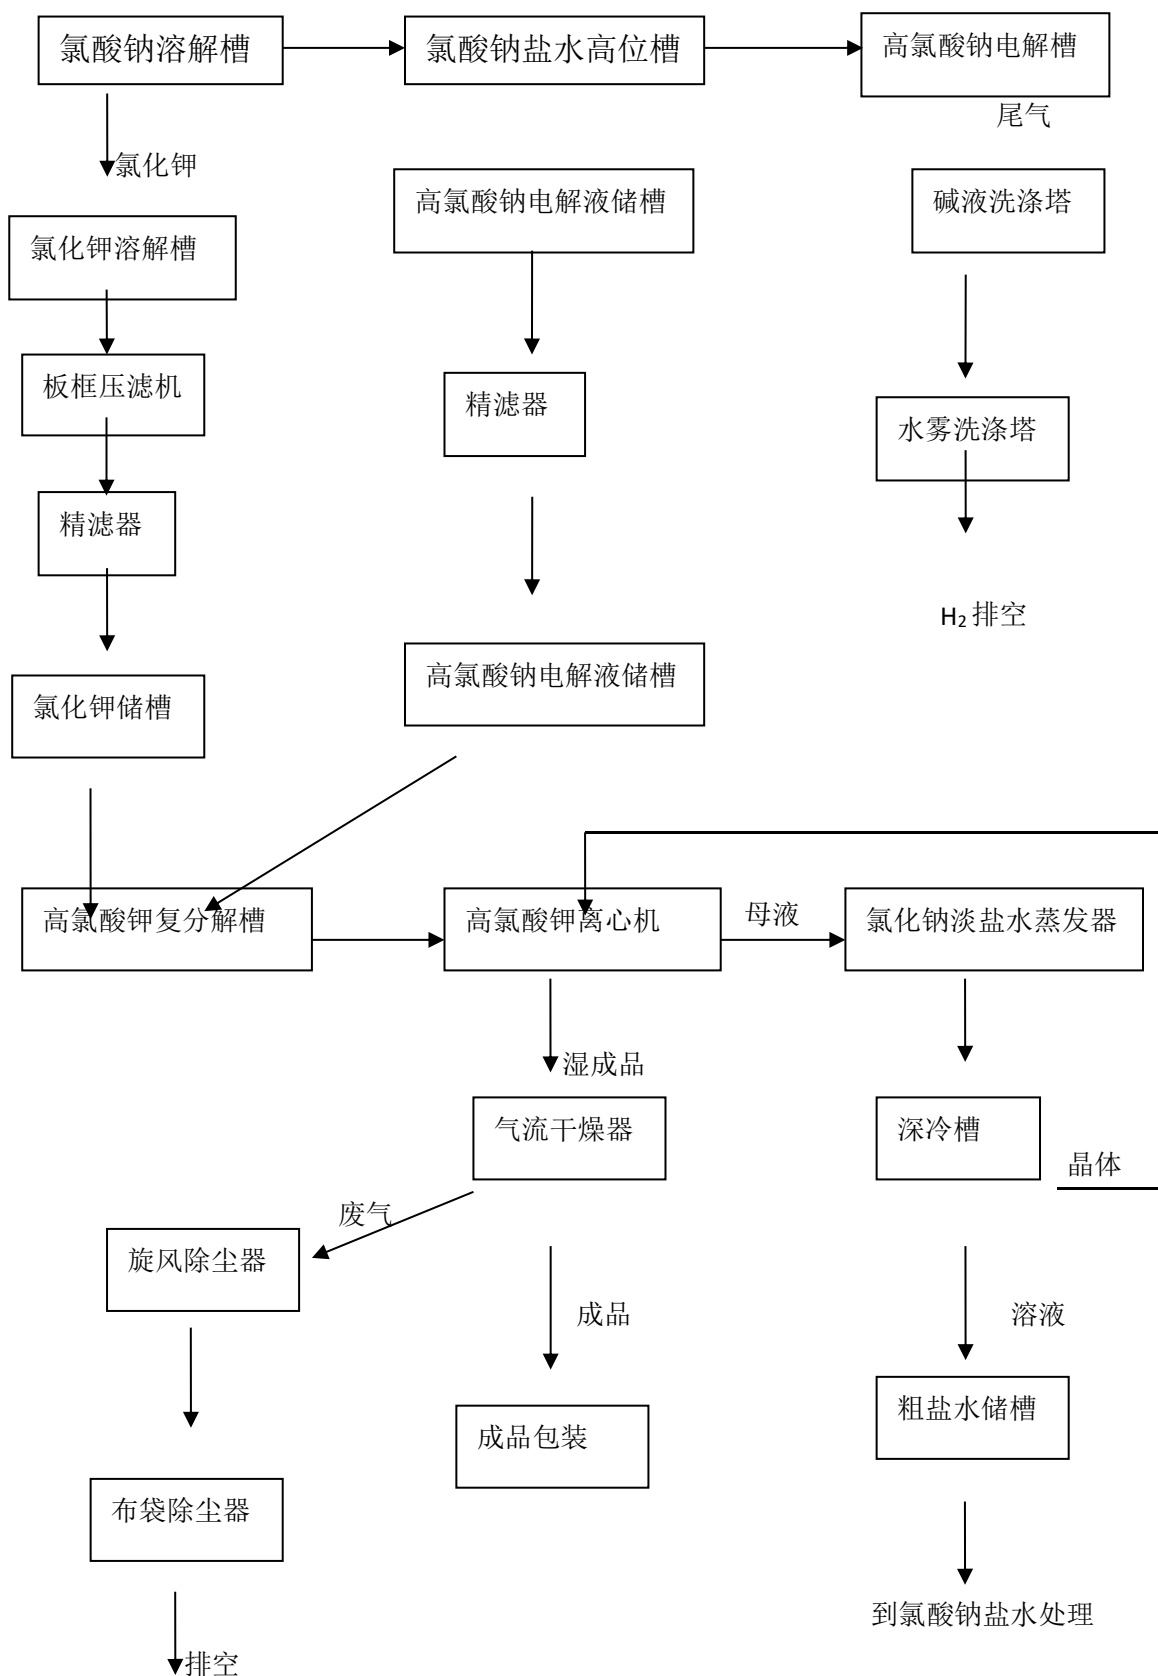 氯酸钠溶解槽
氯酸钠盐水高位槽
高氯酸钠电解槽
尾气
氯化钾
高氯酸钠电解液储槽
碱液洗涤塔
氯化钾溶解槽
板框压滤机
精滤器
水雾洗涤塔
精滤器
H₂排空
高氯酸钠电解液储槽
氯化钾储槽
高氯酸钾复分解槽
高氯酸钾离心机
母液
氯化钠淡盐水蒸发器
湿成品
气流干燥器
深冷槽
晶体
废气
旋风除尘器
成品
溶液
粗盐水储槽
成品包装
布袋除尘器
到氯酸钠盐水处理
排空